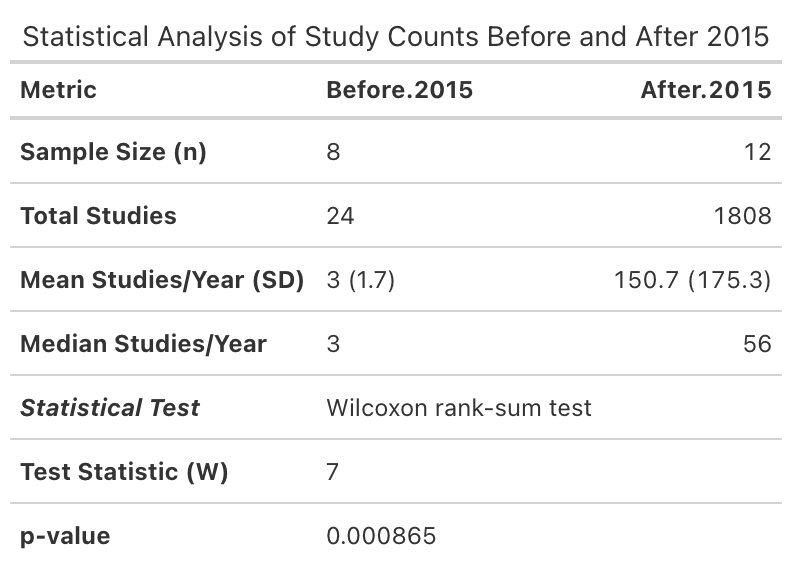 Statistical Analysis of Study Counts Before and After 2015
Metric Before.2015 After.2015
Sample Size (n) 8 12
Total Studies 24 1808
Mean Studies/Year (SD) 3 (1.7) 150.7 (175.3)
Median Studies/Year 3 56
Statistical Test Wilcoxon rank-sum test
Test Statistic (W) 7
p-value 0.000865